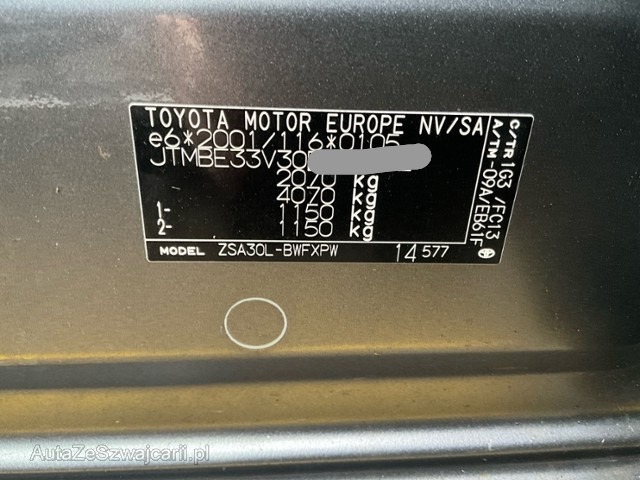 TOYOTA MOTOR EUROPE NV/SA
e6*2001/116*0105
JTMBE33V30
2070 kg
4070 kg
1- 1150 kg
2- 1150 kg
MODEL ZSA30L-BWFXPW 14 577
C/TR 1G3 /FC13
A/TM -09A/EB61F
AutaZeSzwajcarii.pl